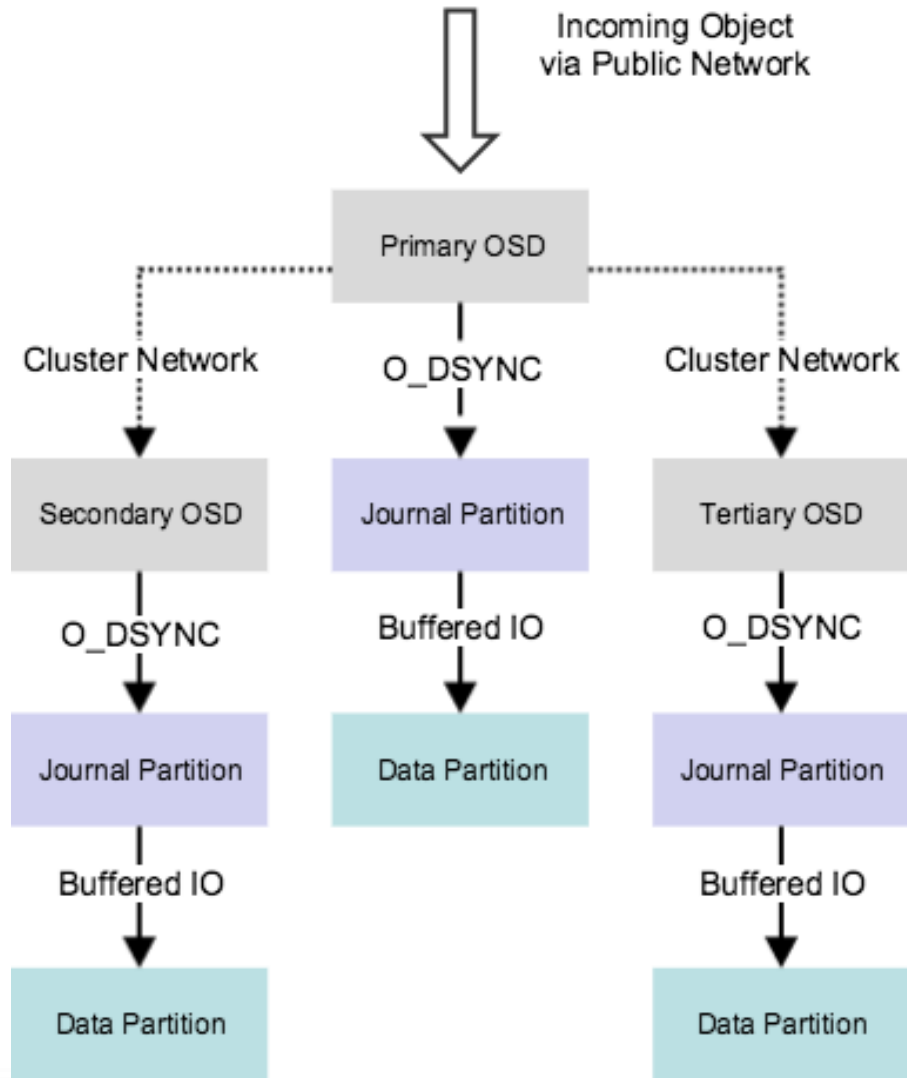 Incoming Object
via Public Network
Primary OSD
Cluster Network
O_DSYNC
Cluster Network
Secondary OSD
Journal Partition
Tertiary OSD
O_DSYNC
Buffered IO
O_DSYNC
Journal Partition
Data Partition
Journal Partition
Buffered IO
Buffered IO
Data Partition
Data Partition